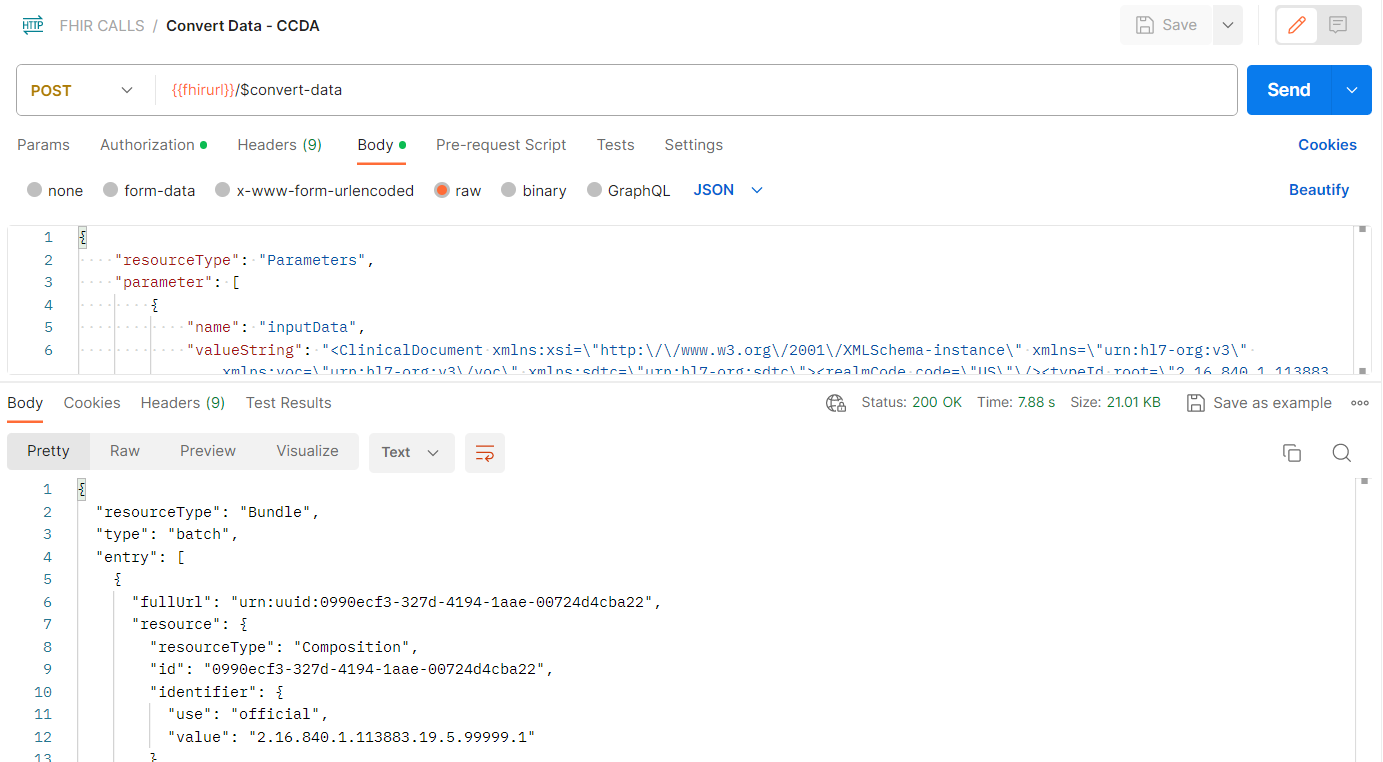 HTTP FHIR CALLS / Convert Data - CCDA Save
POST {{fhirurl}}/$convert-data Send
Params Authorization Headers (9) Body Pre-request Script Tests Settings Cookies
none form-data x-www-form-urlencoded raw binary GraphQL JSON Beautify
1 {
2 "resourceType": "Parameters",
3 "parameter": [
4 {
5 "name": "inputData",
6 "valueString": "<ClinicalDocument xmlns:xsi=\"http:\/\/www.w3.org\/2001\/XMLSchema-instance\" xmlns=\"urn:hl7-org:v3\"
xmlns:voc=\"urn:hl7-org:v3\/voc\" xmlns:sdtc=\"urn:hl7-org:sdtc\"><realmCode code=\"US\"\/><typeId root=\"2.16.840.1.113883
Body Cookies Headers (9) Test Results Status: 200 OK Time: 7.88 s Size: 21.01 KB Save as example
Pretty Raw Preview Visualize Text
1 {
2 "resourceType": "Bundle",
3 "type": "batch",
4 "entry": [
5 {
6 "fullUrl": "urn:uuid:0990ecf3-327d-4194-1aae-00724d4cba22",
7 "resource": {
8 "resourceType": "Composition",
9 "id": "0990ecf3-327d-4194-1aae-00724d4cba22",
10 "identifier": {
11 "use": "official",
12 "value": "2.16.840.1.113883.19.5.99999.1"
13 }